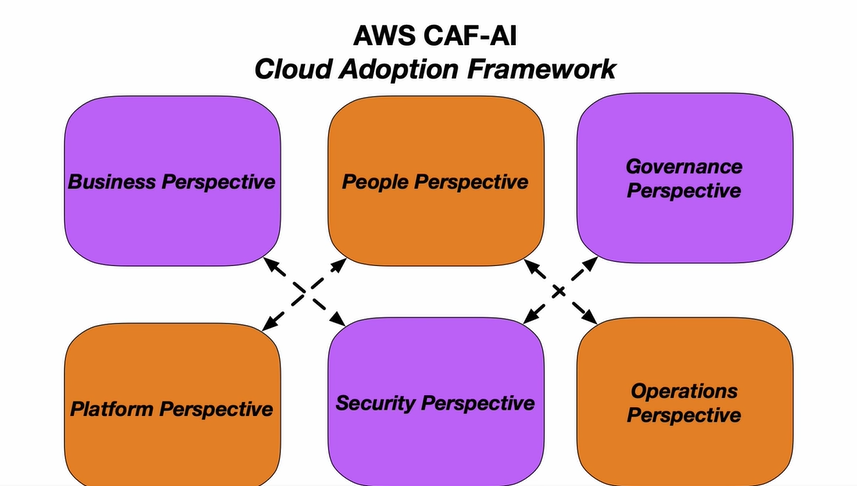 AWS CAF-AI
Cloud Adoption Framework
Business Perspective
People Perspective
Governance
Perspective
Platform Perspective
Security Perspective
Operations
Perspective